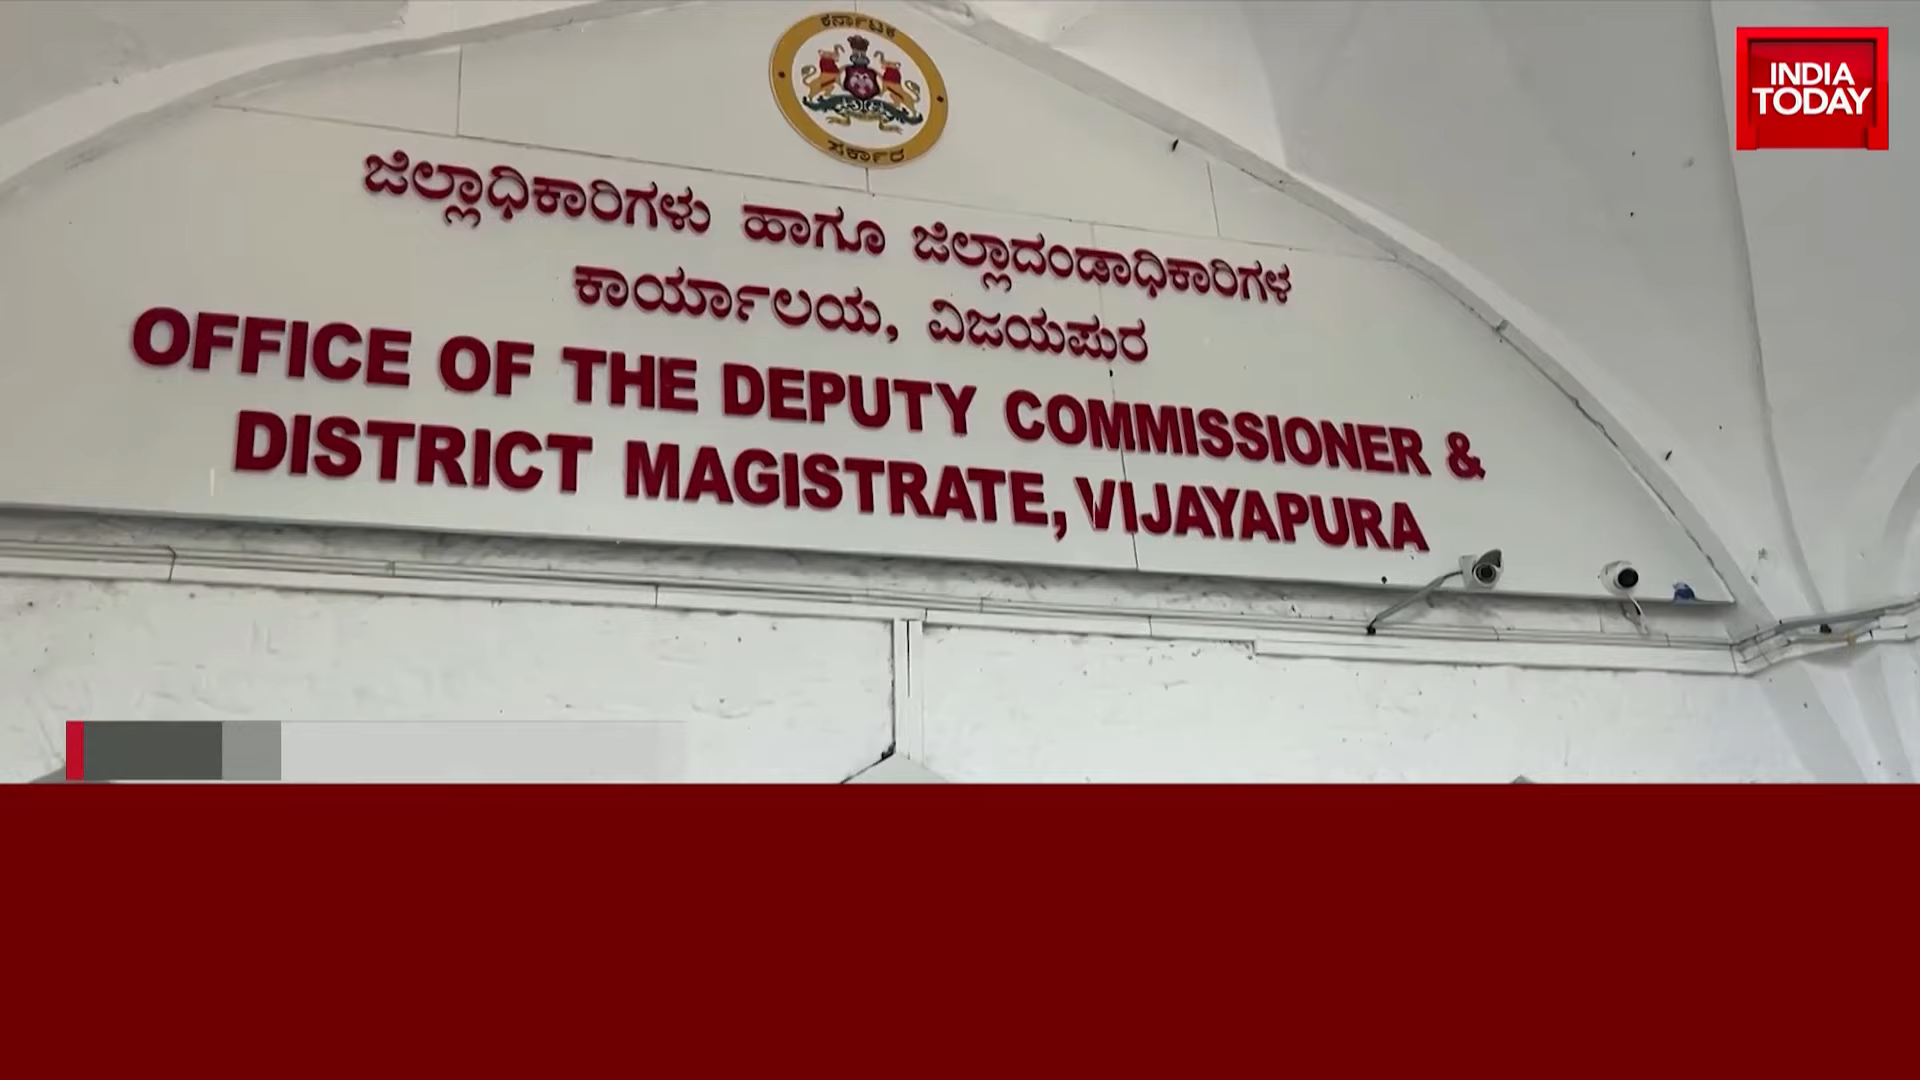 ಕರ್ನಾಟಕ
ಸರ್ಕಾರ
INDIA
TODAY
ಜಿಲ್ಲಾಧಿಕಾರಿಗಳು ಹಾಗೂ ಜಿಲ್ಲಾದಂಡಾಧಿಕಾರಿಗಳ
ಕಾರ್ಯಾಲಯ, ವಿಜಯಪುರ
OFFICE OF THE DEPUTY COMMISSIONER &
DISTRICT MAGISTRATE, VIJAYAPURA